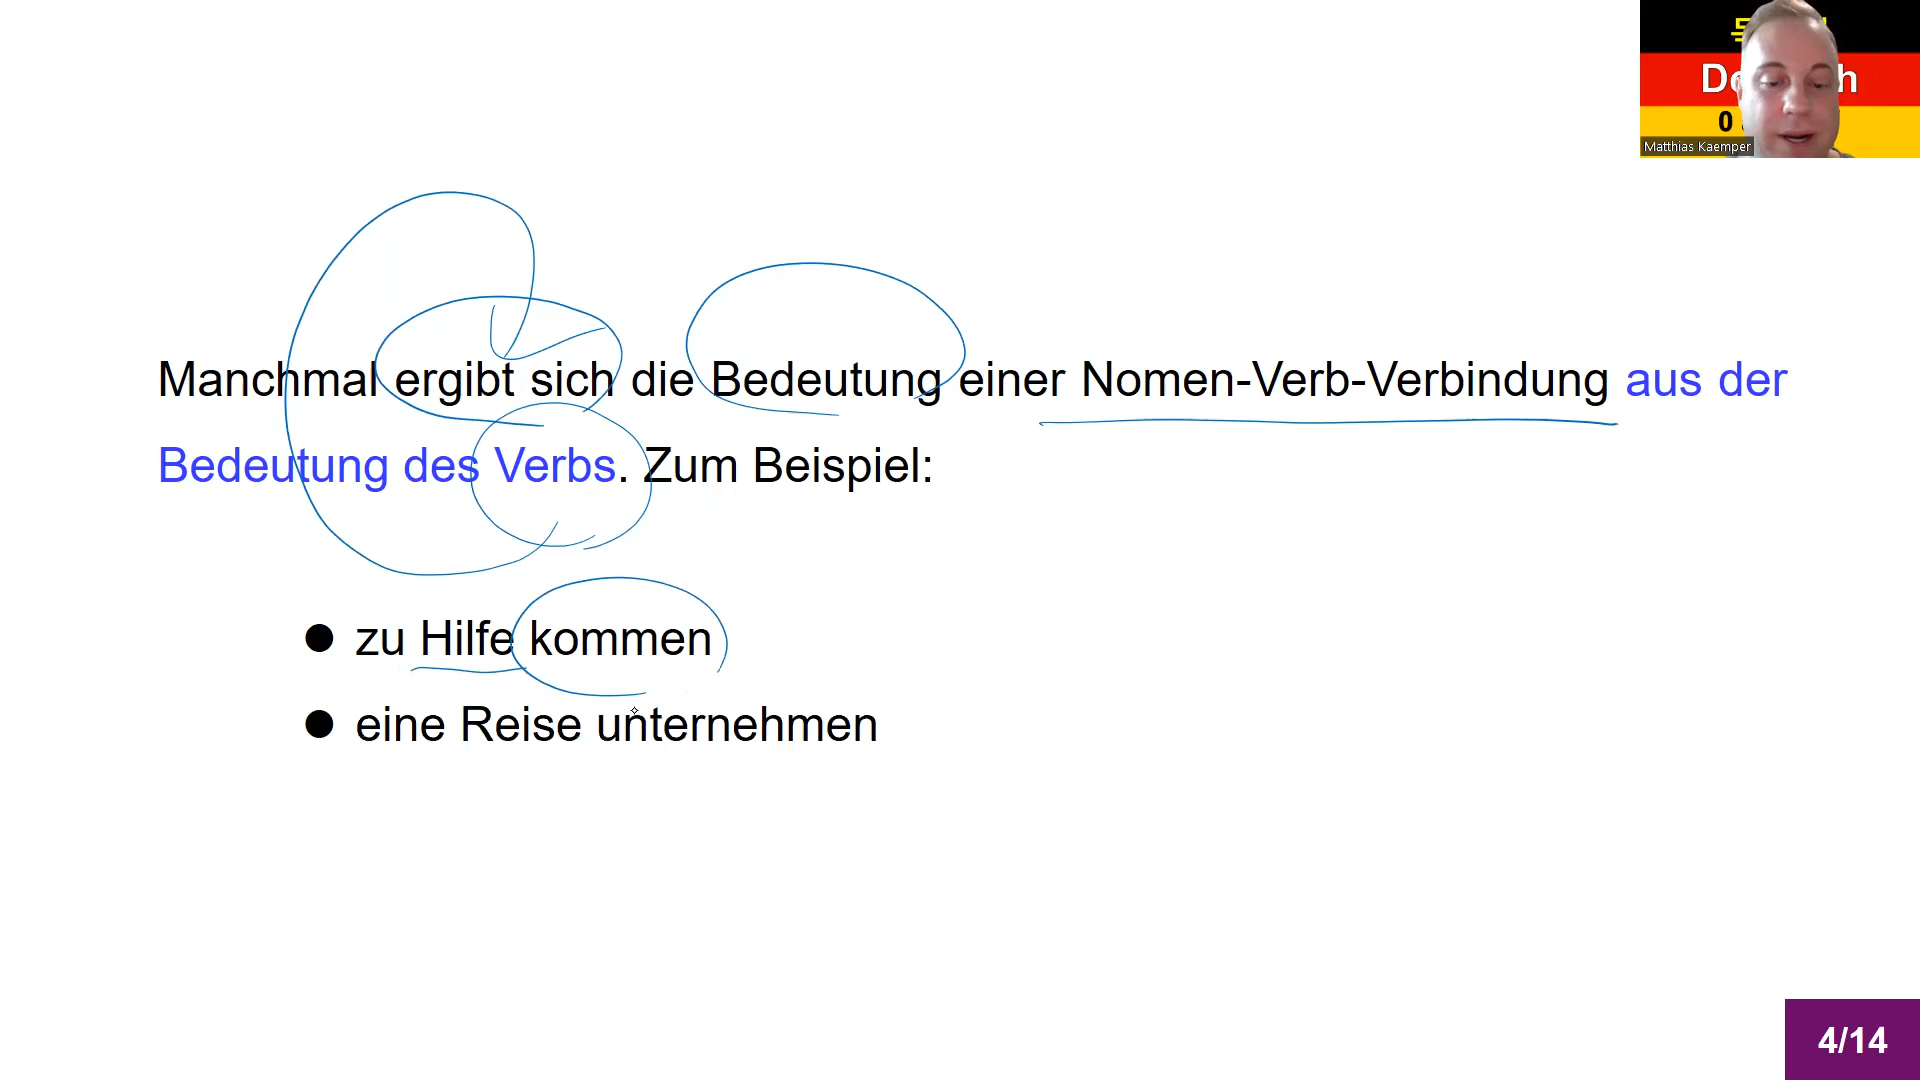 Manchmal ergibt sich die Bedeutung einer Nomen-Verb-Verbindung aus der
Bedeutung des Verbs. Zum Beispiel:
● zu Hilfe kommen
● eine Reise unternehmen
Matthias Kaemper
4/14